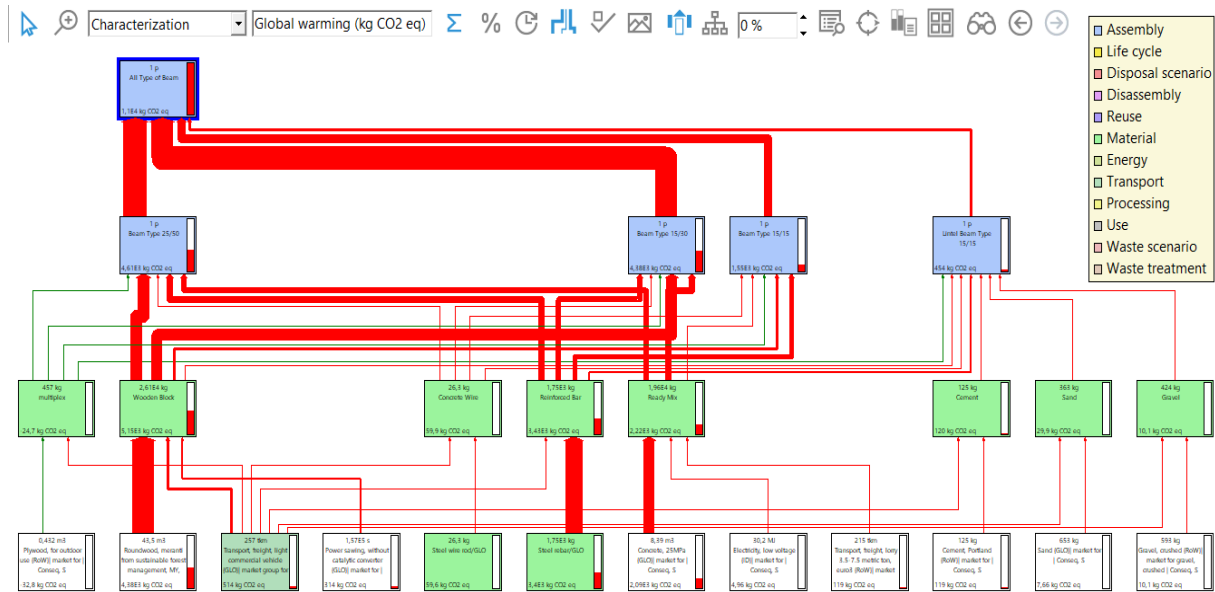 Characterization
Global warming (kg CO2 eq)
Σ
%
0 %
Assembly
Life cycle
Disposal scenario
Disassembly
Reuse
Material
Energy
Transport
Processing
Use
Waste scenario
Waste treatment
1 p
All Type of Beam
1,1E4 kg CO2 eq
1 p
Beam Type 25/50
4,61E3 kg CO2 eq
1 p
Beam Type 15/30
4,38E3 kg CO2 eq
1 p
Beam Type 15/15
1,55E3 kg CO2 eq
1 p
Lintel Beam Type
15/15
454 kg CO2 eq
457 kg
multiplex
-24,7 kg CO2 eq
2,61E4 kg
Wooden Block
5,15E3 kg CO2 eq
26,3 kg
Concrete Wire
59,9 kg CO2 eq
1,75E3 kg
Reinforced Bar
3,43E3 kg CO2 eq
1,96E4 kg
Ready Mix
2,22E3 kg CO2 eq
125 kg
Cement
120 kg CO2 eq
363 kg
Sand
29,9 kg CO2 eq
424 kg
Gravel
10,1 kg CO2 eq
0,432 m3
Plywood, for outdoor
use {RoW}| market for |
Conseq, S
-32,8 kg CO2 eq
43,5 m3
Roundwood, meranti
from sustainable forest
management, MY,
4,38E3 kg CO2 eq
257 tkm
Transport, freight, light
commercial vehicle
{GLO}| market group for
514 kg CO2 eq
1,57E5 s
Power sawing, without
catalytic converter
{GLO}| market for |
314 kg CO2 eq
26,3 kg
Steel wire rod/GLO
59,6 kg CO2 eq
1,75E3 kg
Steel rebar/GLO
3,4E3 kg CO2 eq
8,39 m3
Concrete, 25MPa
{GLO}| market for |
Conseq, S
2,09E3 kg CO2 eq
30,2 MJ
Electricity, low voltage
{ID}| market for |
Conseq, S
4,96 kg CO2 eq
215 tkm
Transport, freight, lorry
3.5-7.5 metric ton,
euro3 {RoW}| market
119 kg CO2 eq
125 kg
Cement, Portland
{RoW}| market for |
Conseq, S
119 kg CO2 eq
653 kg
Sand {GLO}| market for
| Conseq, S
7,66 kg CO2 eq
593 kg
Gravel, crushed {RoW}|
market for gravel,
crushed | Conseq, S
10,1 kg CO2 eq